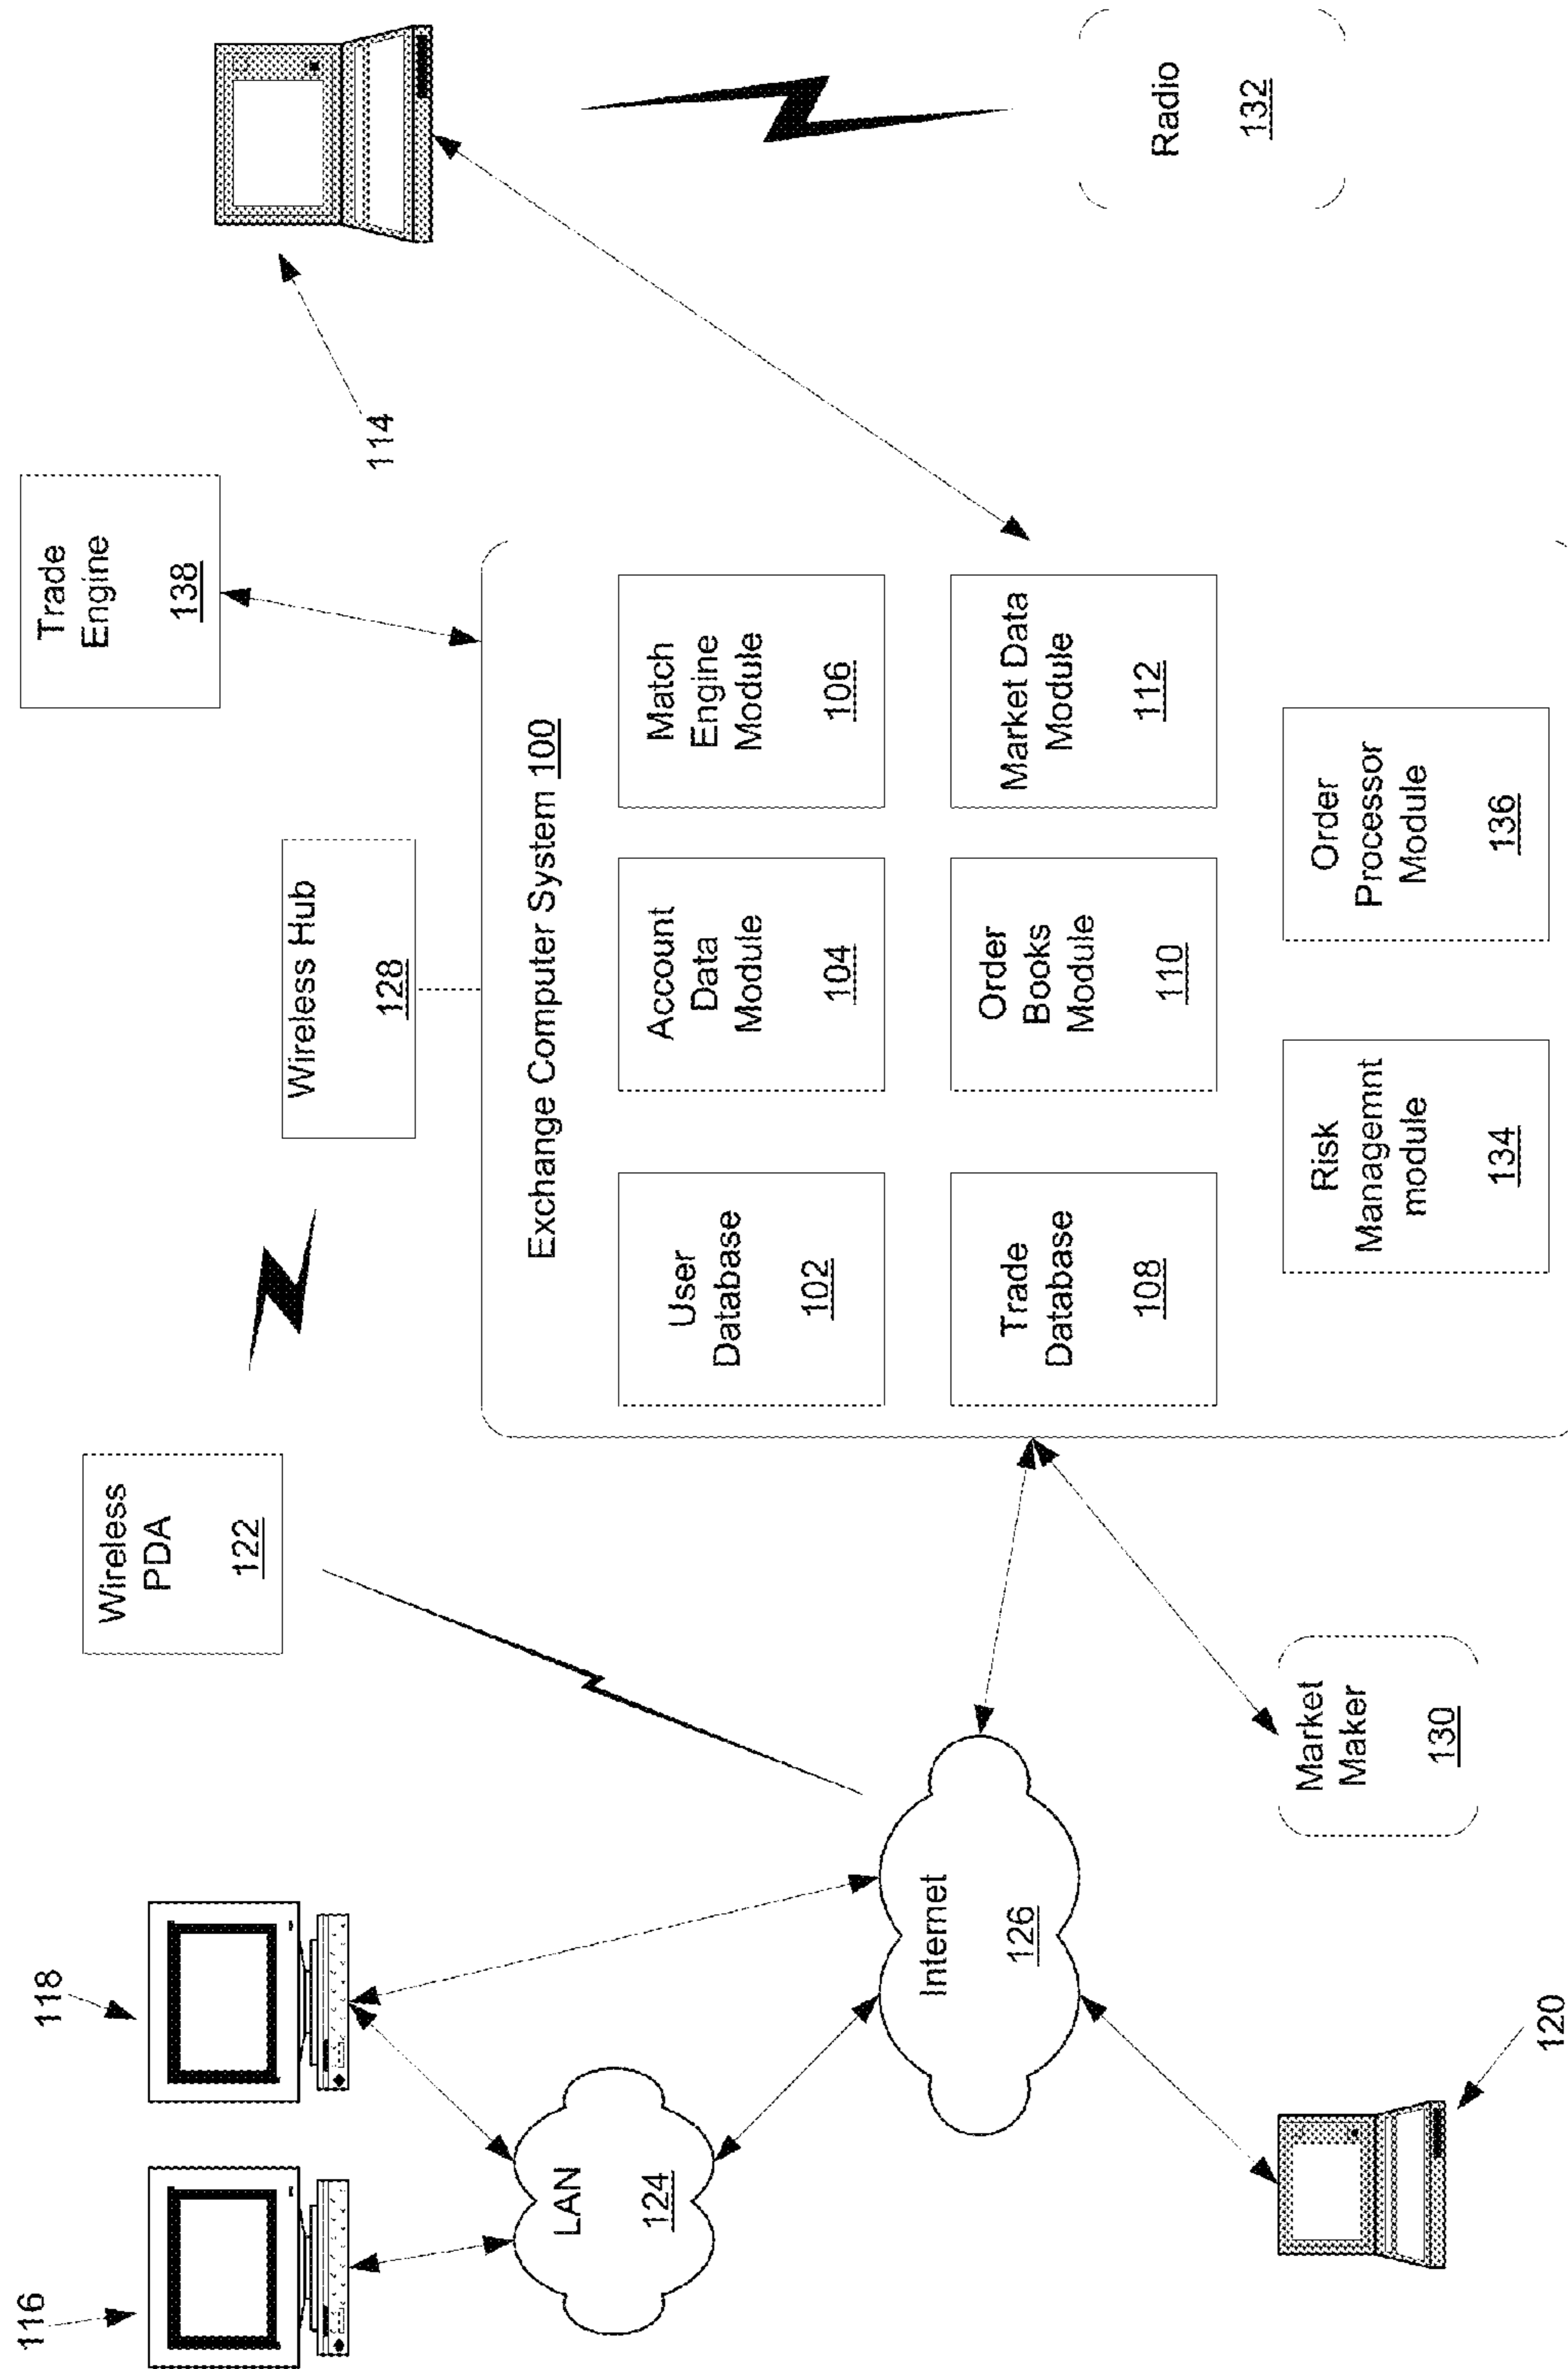 116
118
Wireless
PDA
122
Wireless Hub
128
Trade
Engine
138
114
LAN
124
Internet
126
120
Market
Maker
130
Exchange Computer System 100
User
Database
102
Account
Data
Module
104
Match
Engine
Module
106
Trade
Database
108
Order
Books
Module
110
Market Data
Module
112
Risk
Managemnt
module
134
Order
Processor
Module
136
Radio
132